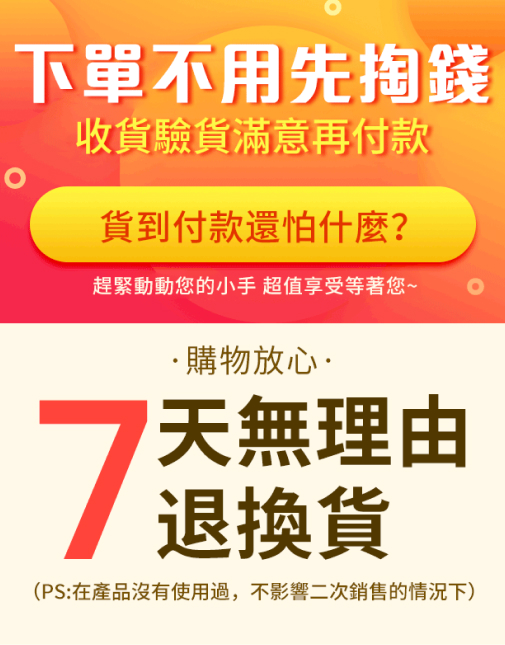 下單不用先掏錢
收貨驗貨滿意再付款
貨到付款還怕什麼?
趕緊動動您的小手 超值享受等著您~
·購物放心·
7天無理由
退換貨
（PS:在產品沒有使用過，不影響二次銷售的情況下）